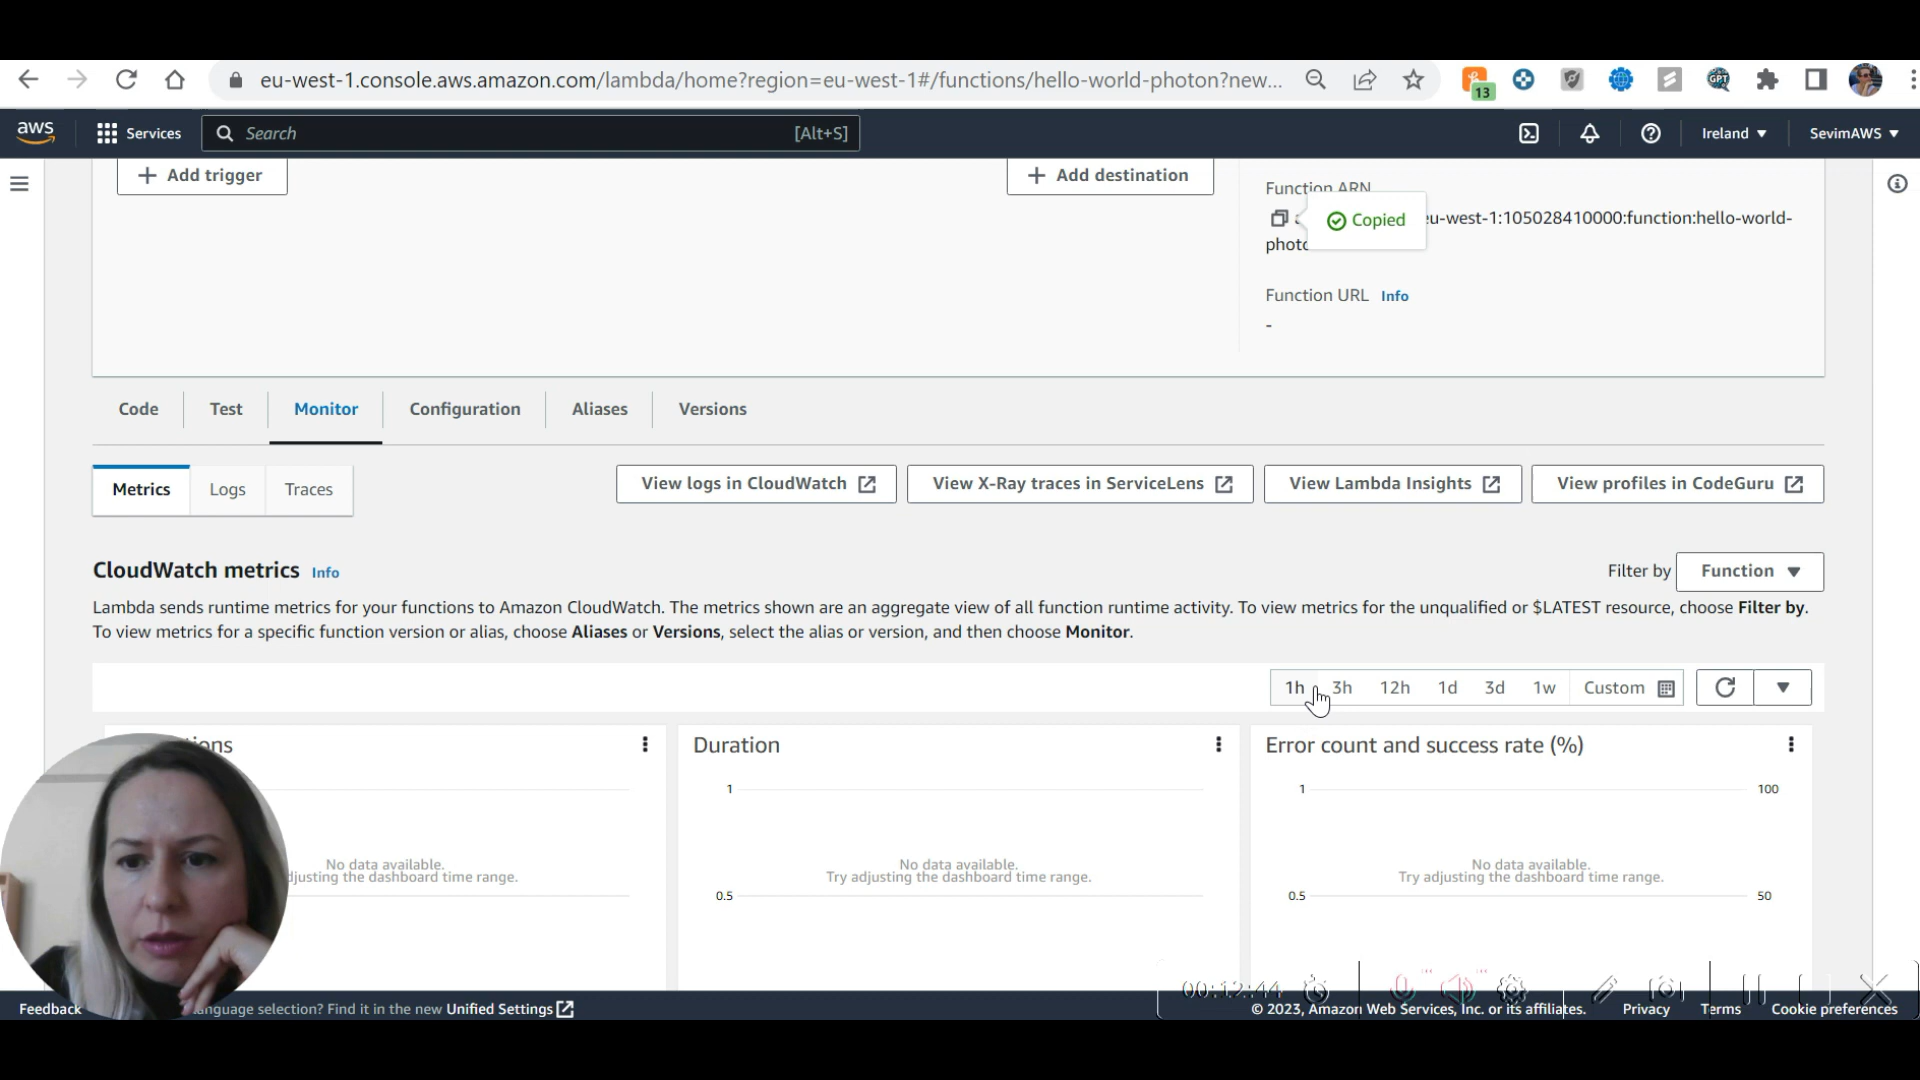 eu-west-1.console.aws.amazon.com/lambda/home?region=eu-west-1#/functions/hello-world-photon?new...
13
GPT
aws
Services
Search
[Alt+S]
Ireland
SevimAWS
Add trigger
Add destination
Function ARN
Copied
eu-west-1:105028410000:function:hello-world-
photo
Function URL Info
-
Code
Test
Monitor
Configuration
Aliases
Versions
Metrics
Logs
Traces
View logs in CloudWatch
View X-Ray traces in ServiceLens
View Lambda Insights
View profiles in CodeGuru
CloudWatch metrics Info
Filter by
Function
Lambda sends runtime metrics for your functions to Amazon CloudWatch. The metrics shown are an aggregate view of all function runtime activity. To view metrics for the unqualified or $LATEST resource, choose Filter by.
To view metrics for a specific function version or alias, choose Aliases or Versions, select the alias or version, and then choose Monitor.
1h 3h 12h 1d 3d 1w Custom
ions
Duration
Error count and success rate (%)
1
1
100
No data available.
djusting the dashboard time range.
No data available.
Try adjusting the dashboard time range.
No data available.
Try adjusting the dashboard time range.
0.5
0.5
50
00:12:44
Feedback
anguage selection? Find it in the new Unified Settings
© 2023, Amazon Web Services, Inc. or its affiliates.
Privacy
Terms
Cookie preferences